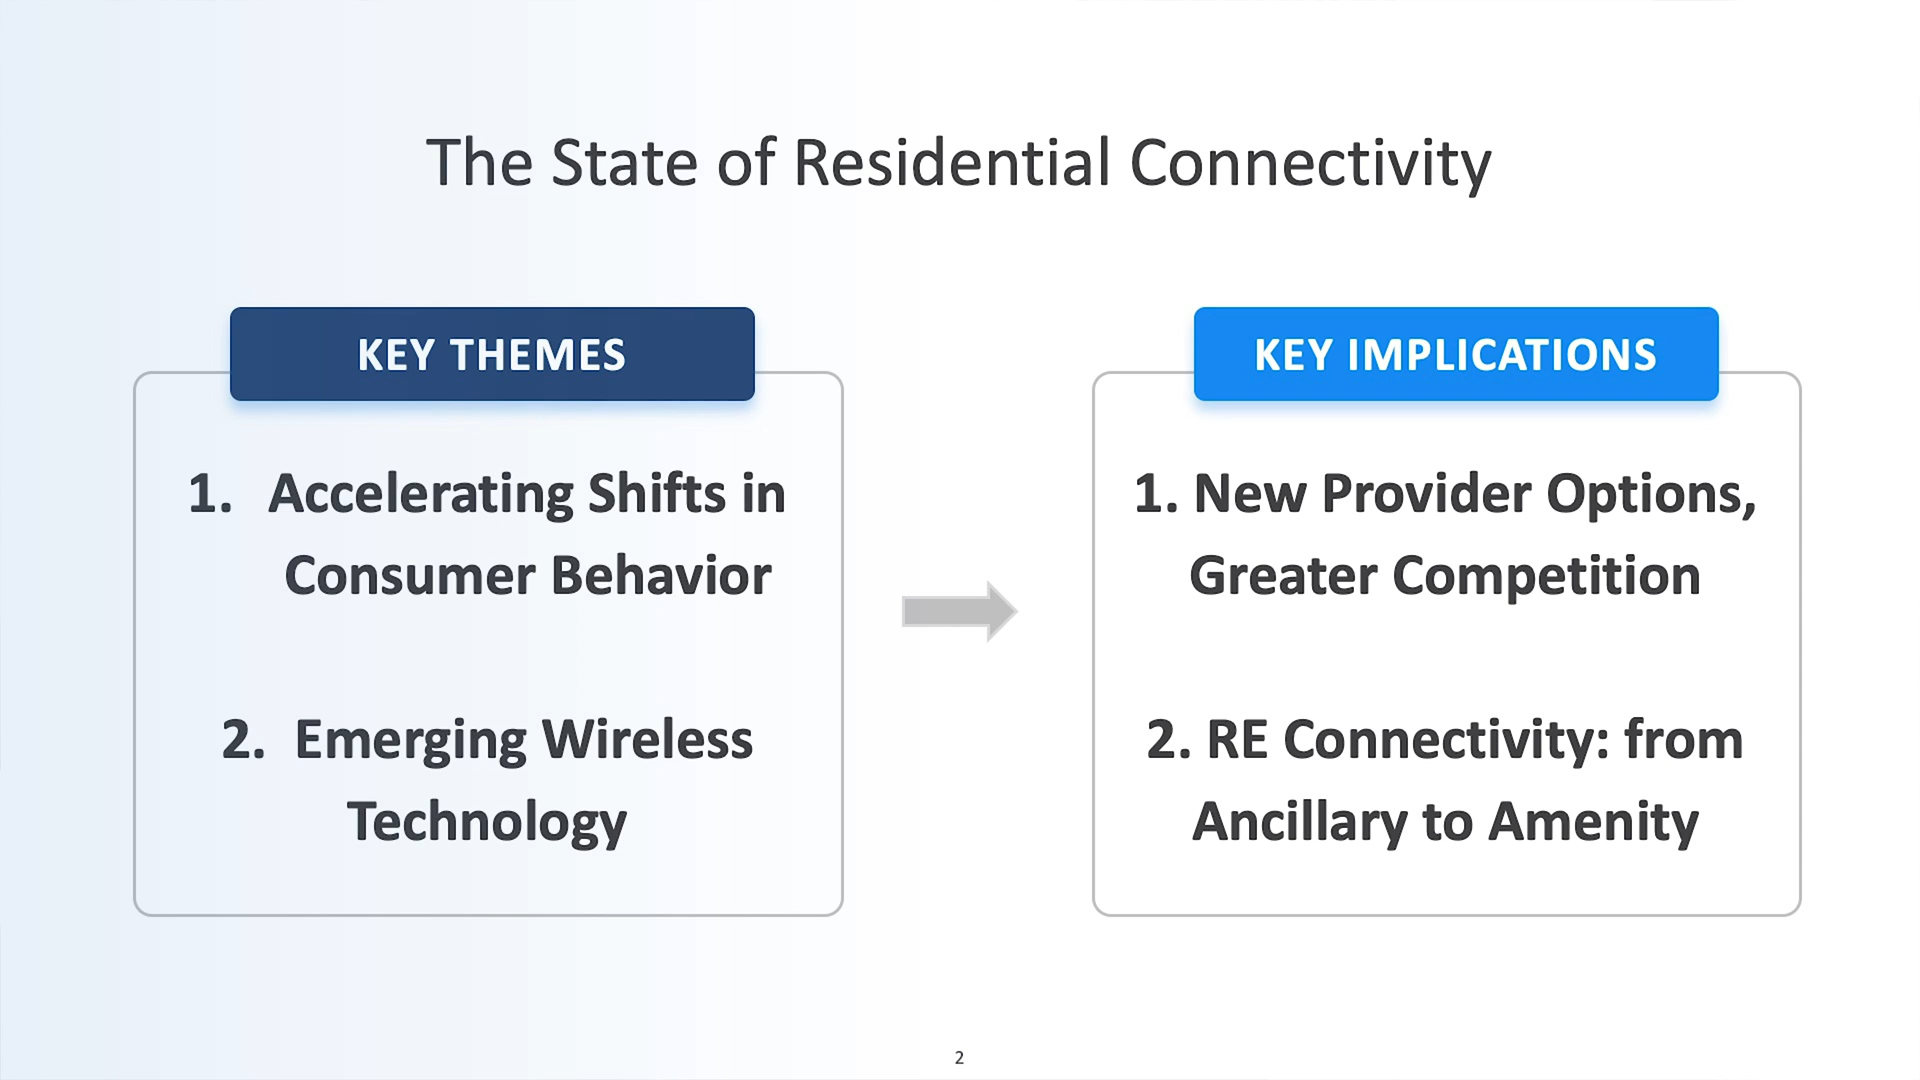 The State of Residential Connectivity
KEY THEMES
1. Accelerating Shifts in
Consumer Behavior
2. Emerging Wireless
Technology
KEY IMPLICATIONS
1. New Provider Options,
Greater Competition
2. RE Connectivity: from
Ancillary to Amenity
2